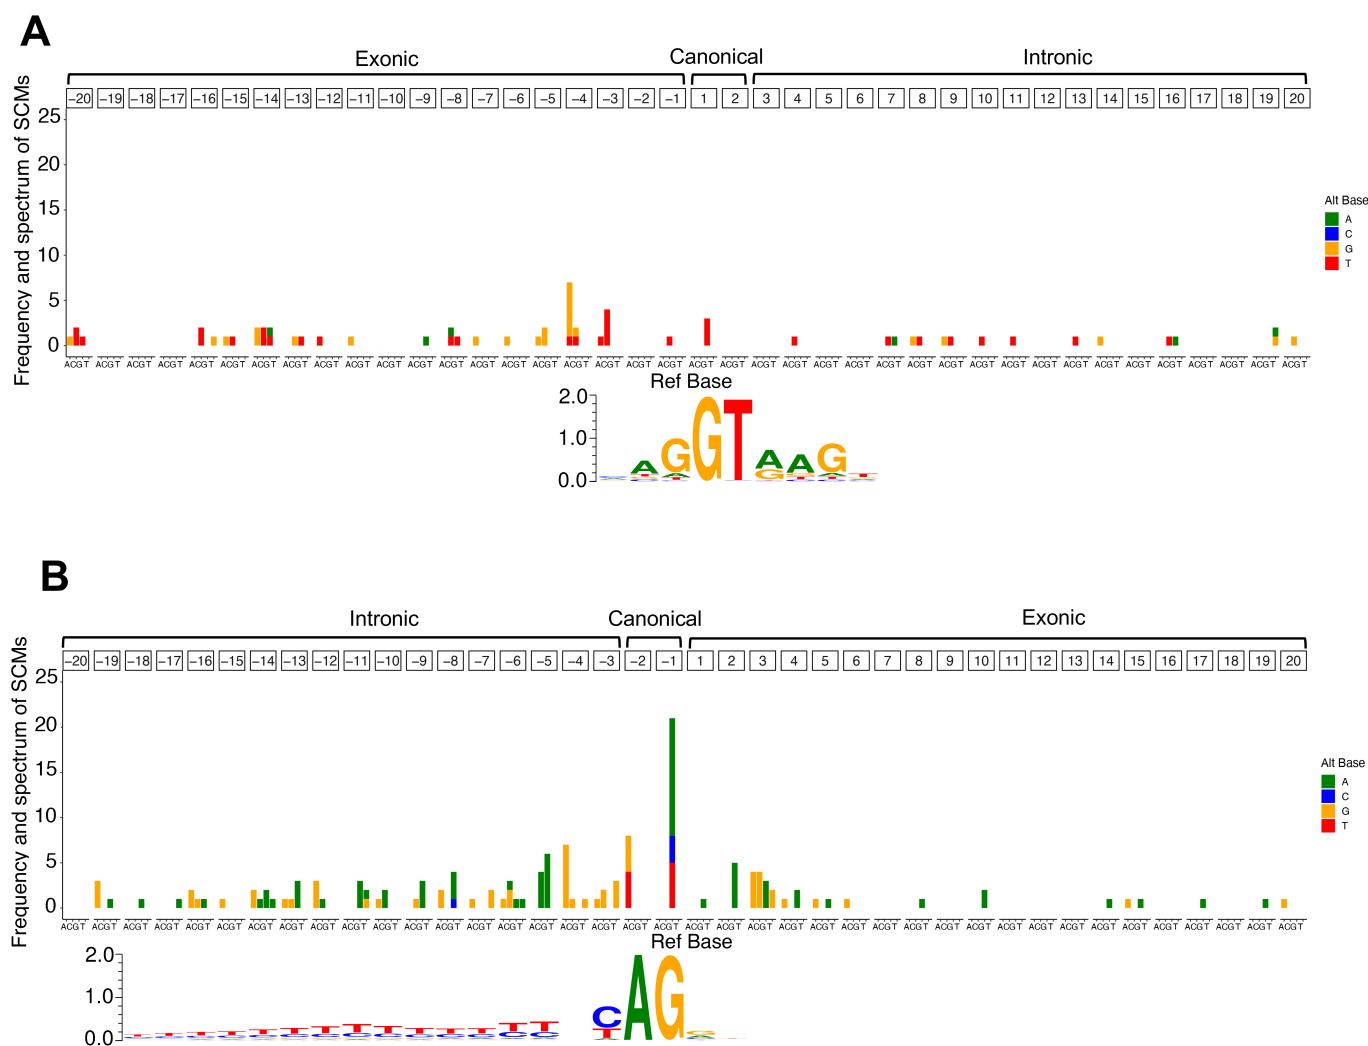 A
Exonic Canonical Intronic
−20 −19 −18 −17 −16 −15 −14 −13 −12 −11 −10 −9 −8 −7 −6 −5 −4 −3 −2 −1 1 2 3 4 5 6 7 8 9 10 11 12 13 14 15 16 17 18 19 20
Frequency and spectrum of SCMs
25
20
15
10
5
0
ACGT ACGT ACGT ACGT ACGT ACGT ACGT ACGT ACGT ACGT ACGT ACGT ACGT ACGT ACGT ACGT ACGT ACGT ACGT ACGT ACGT ACGT ACGT ACGT ACGT ACGT ACGT ACGT ACGT ACGT ACGT ACGT ACGT ACGT ACGT ACGT ACGT ACGT ACGT ACGT
Ref Base
Alt Base
A
C
G
T
2.0
1.0
0.0
A G G T A A G
B
Intronic Canonical Exonic
−20 −19 −18 −17 −16 −15 −14 −13 −12 −11 −10 −9 −8 −7 −6 −5 −4 −3 −2 −1 1 2 3 4 5 6 7 8 9 10 11 12 13 14 15 16 17 18 19 20
Frequency and spectrum of SCMs
25
20
15
10
5
0
ACGT ACGT ACGT ACGT ACGT ACGT ACGT ACGT ACGT ACGT ACGT ACGT ACGT ACGT ACGT ACGT ACGT ACGT ACGT ACGT ACGT ACGT ACGT ACGT ACGT ACGT ACGT ACGT ACGT ACGT ACGT ACGT ACGT ACGT ACGT ACGT ACGT ACGT ACGT ACGT
Ref Base
Alt Base
A
C
G
T
2.0
1.0
0.0
T T T T T T T T T T T T T T C A G